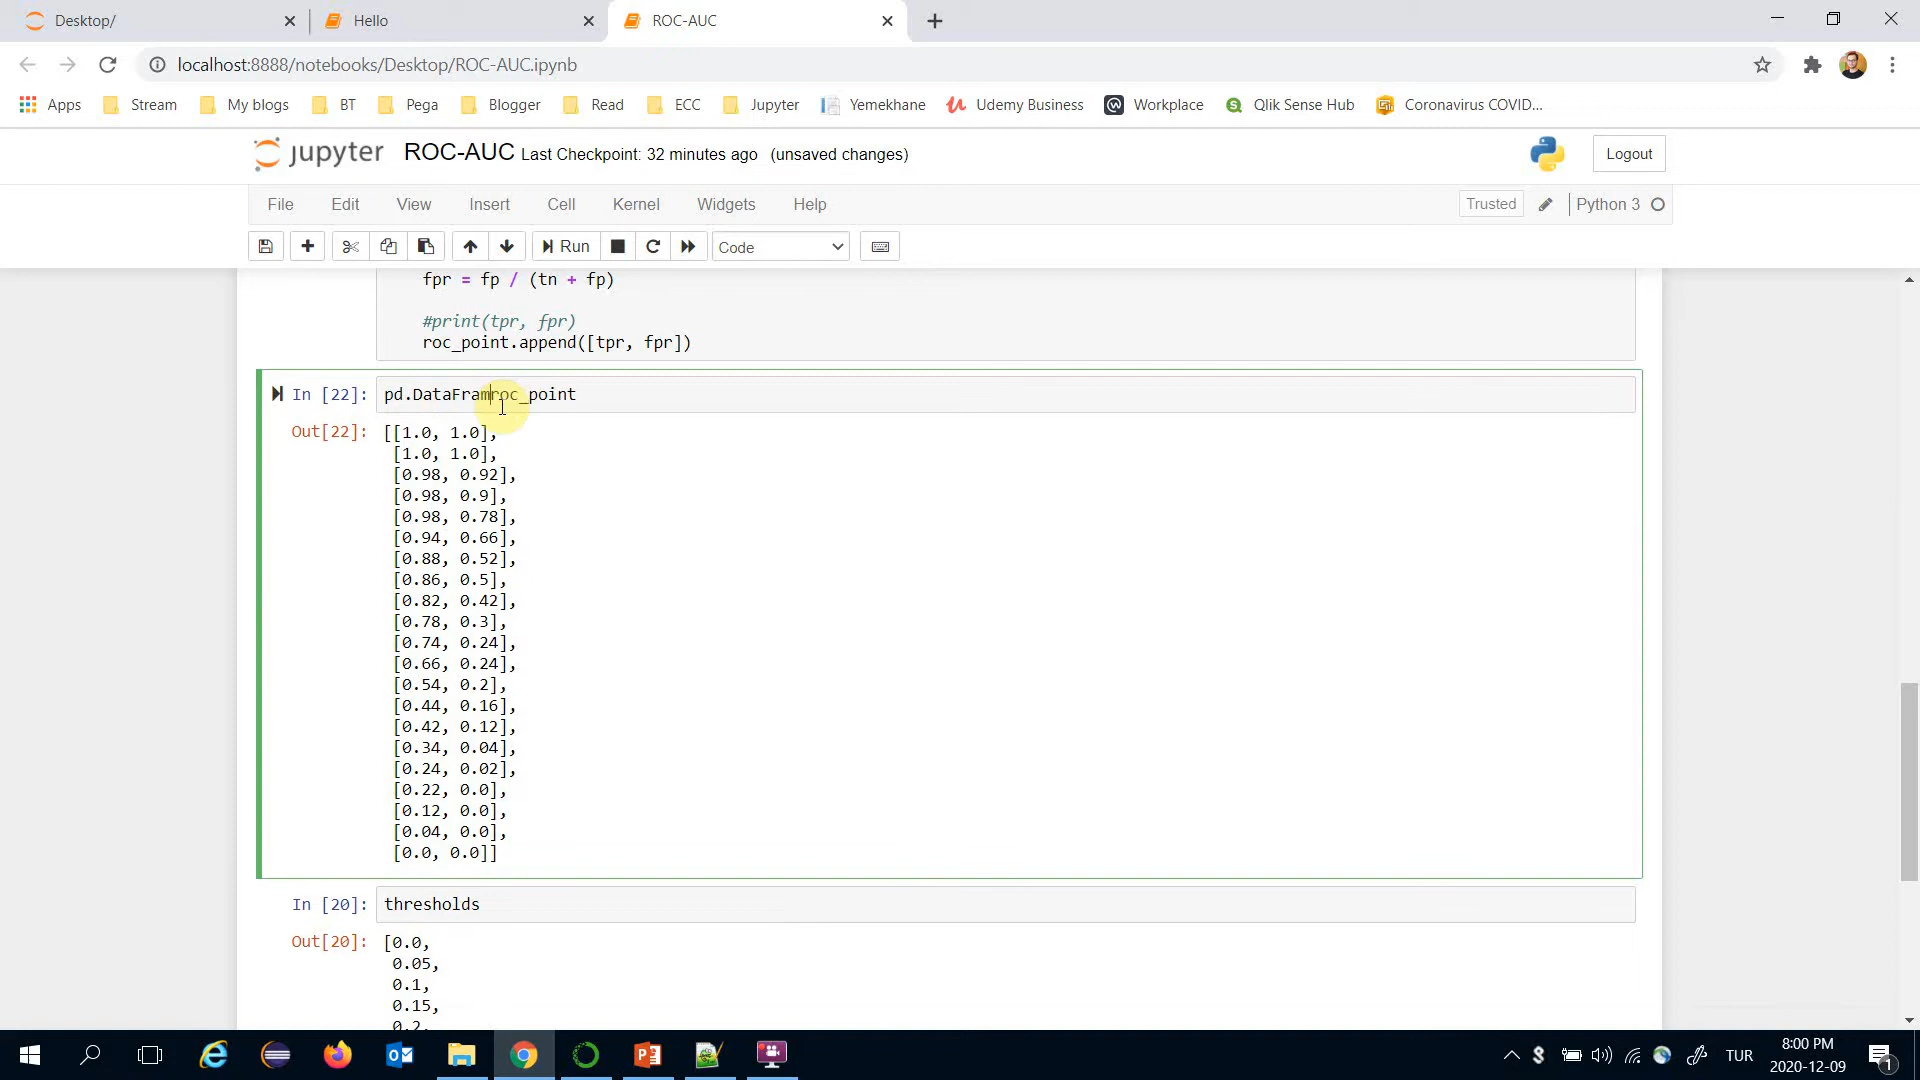 Desktop/
Hello
ROC-AUC
localhost:8888/notebooks/Desktop/ROC-AUC.ipynb
Apps Stream My blogs BT Pega Blogger Read ECC Jupyter Yemekhane Udemy Business Workplace Qlik Sense Hub Coronavirus COVID...
jupyter ROC-AUC Last Checkpoint: 32 minutes ago (unsaved changes) Logout
File Edit View Insert Cell Kernel Widgets Help Trusted Python 3
Run Code
fpr = fp / (tn + fp)
#print(tpr, fpr)
roc_point.append([tpr, fpr])
In [22]: pd.DataFramroc_point
Out[22]: [[1.0, 1.0],
[1.0, 1.0],
[0.98, 0.92],
[0.98, 0.9],
[0.98, 0.78],
[0.94, 0.66],
[0.88, 0.52],
[0.86, 0.5],
[0.82, 0.42],
[0.78, 0.3],
[0.74, 0.24],
[0.66, 0.24],
[0.54, 0.2],
[0.44, 0.16],
[0.42, 0.12],
[0.34, 0.04],
[0.24, 0.02],
[0.22, 0.0],
[0.12, 0.0],
[0.04, 0.0],
[0.0, 0.0]]
In [20]: thresholds
Out[20]: [0.0,
0.05,
0.1,
0.15,
0.2,
TUR
8:00 PM
2020-12-09
1